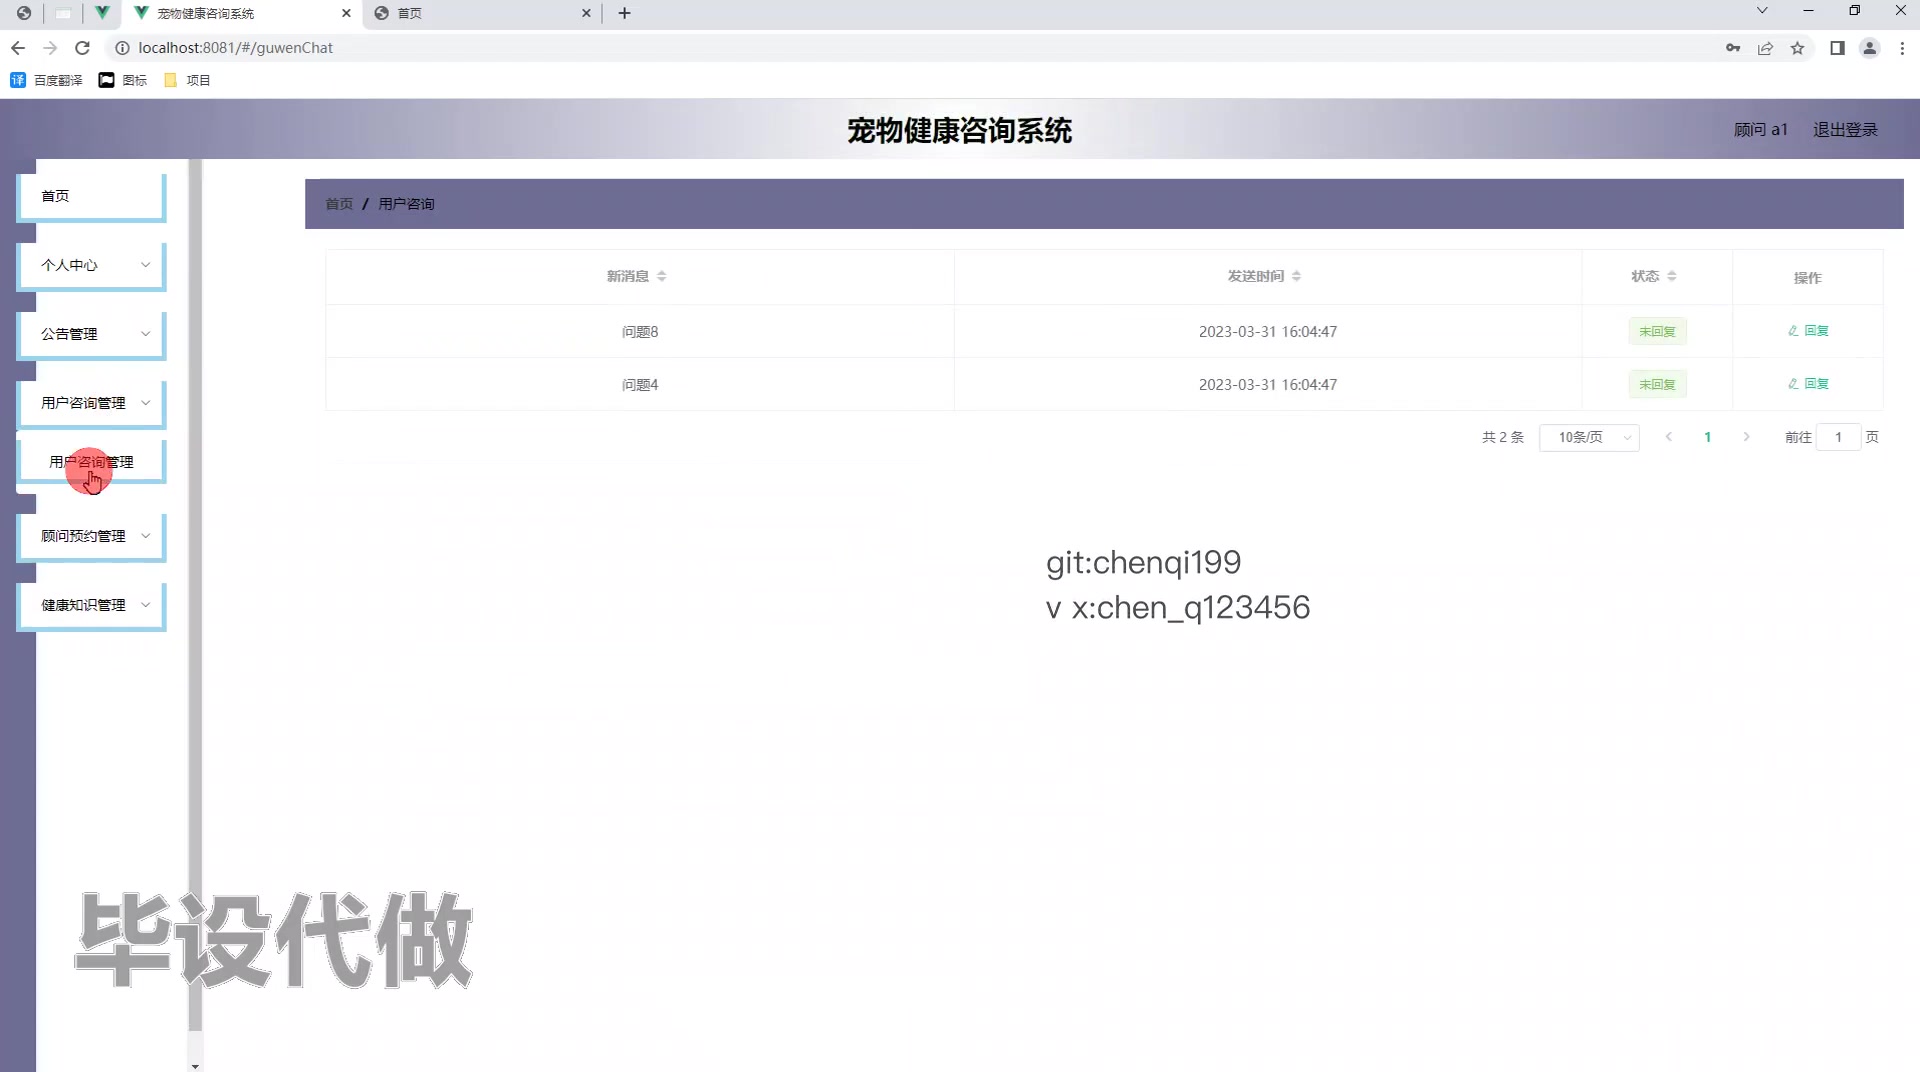 宠物健康咨询系统
首页
localhost:8081/#/guwenChat
百度翻译
图标
项目
宠物健康咨询系统
顾问 a1
退出登录
首页
个人中心
公告管理
用户咨询管理
用户咨询管理
顾问预约管理
健康知识管理
首页 / 用户咨询
新消息 发送时间 状态 操作
问题8 2023-03-31 16:04:47 未回复 回复
问题4 2023-03-31 16:04:47 未回复 回复
共 2 条 10条/页 1 前往 1 页
git:chenqi199
v x:chen_q123456
毕设代做